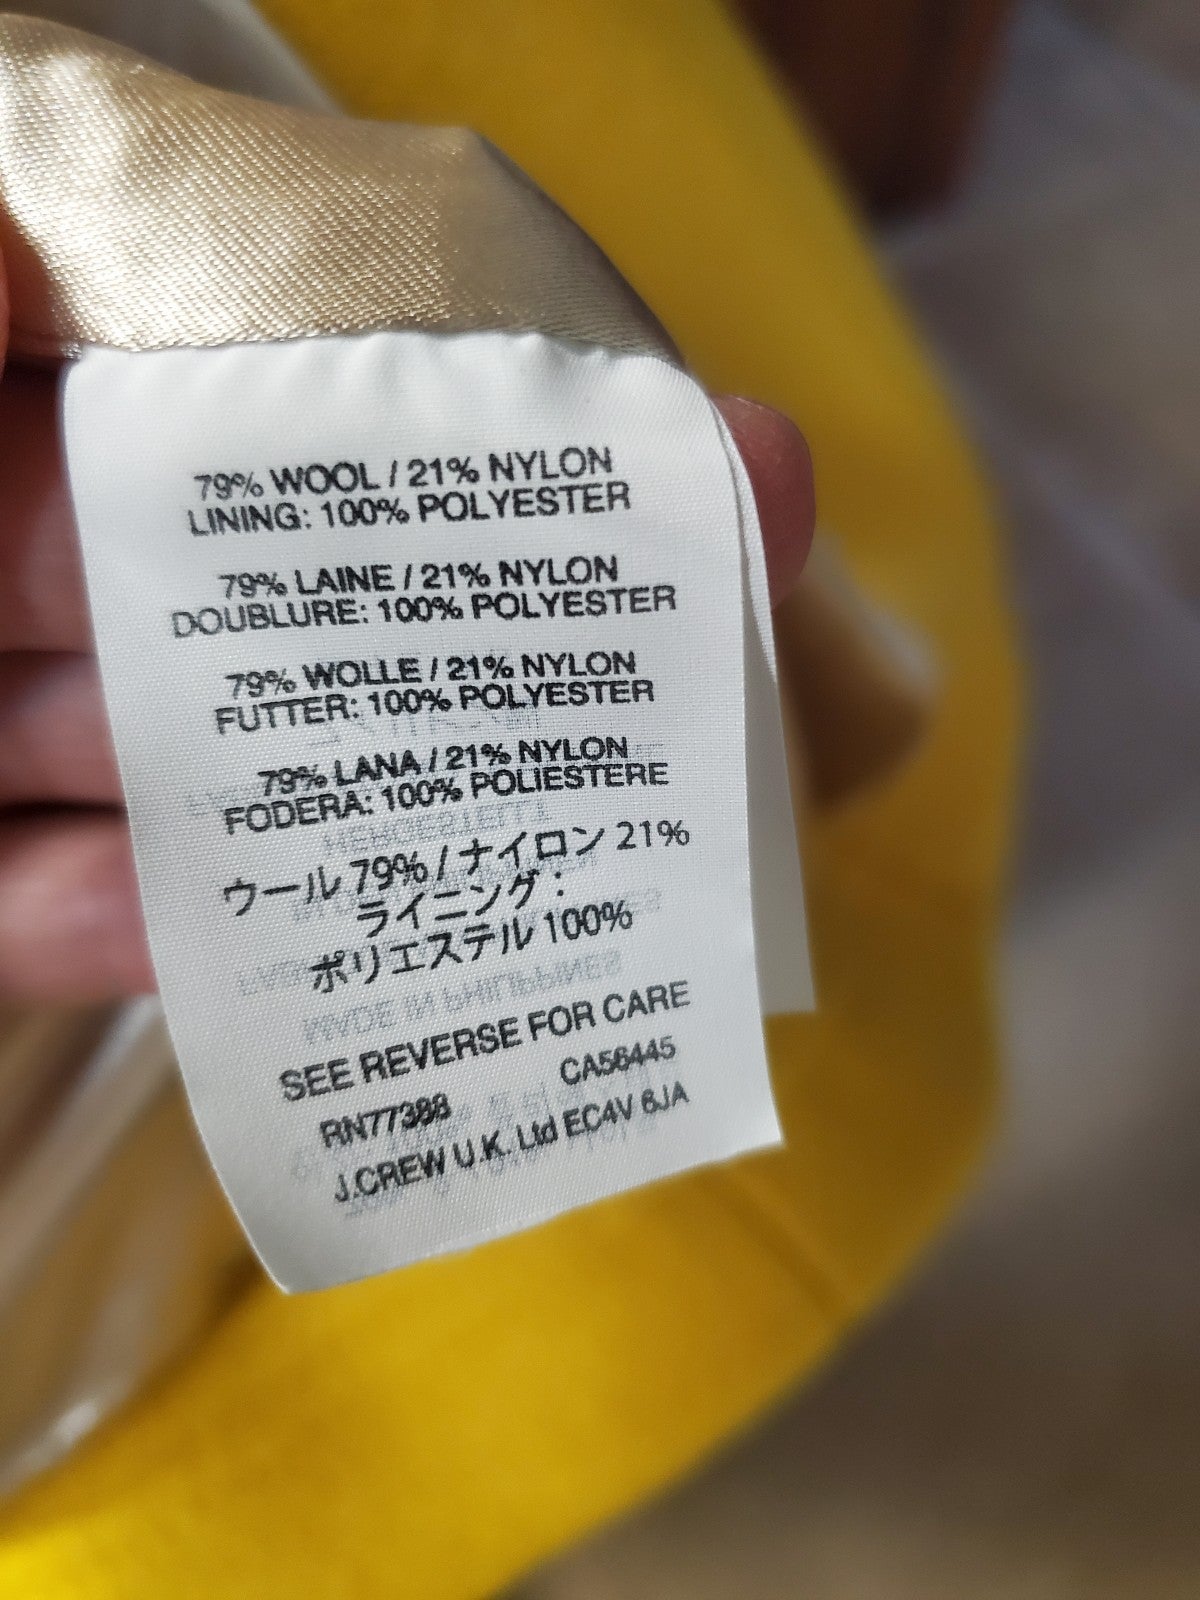 79% WOOL / 21% NYLON
LINING: 100% POLYESTER
79% LAINE / 21% NYLON
DOUBLURE: 100% POLYESTER
79% WOLLE / 21% NYLON
FUTTER: 100% POLYESTER
79% LANA / 21% NYLON
FODERA: 100% POLIESTERE
ウール 79% / ナイロン 21%
ライニング :
ポリエステル 100%
SEE REVERSE FOR CARE
RN77388 CA56445
J.CREW U.K. Ltd EC4V 6JA